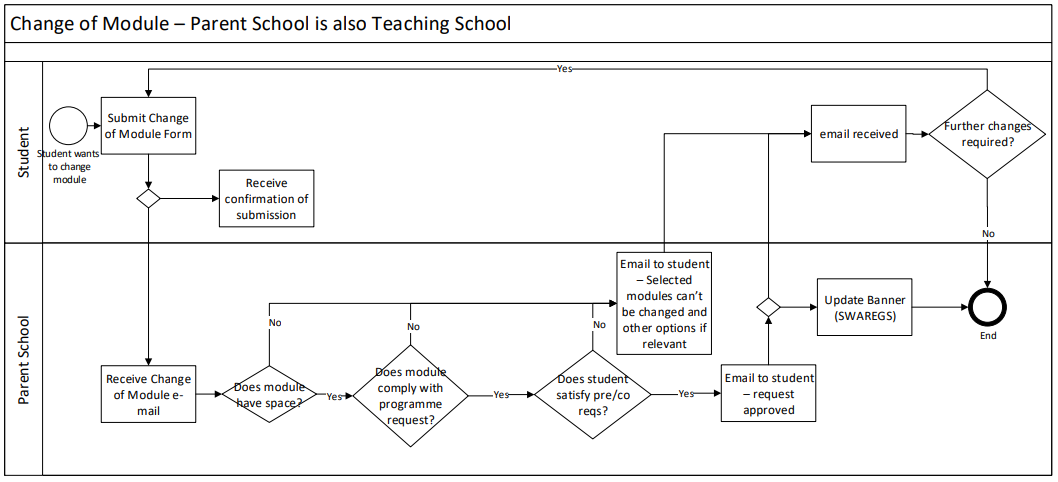 Change of Module – Parent School is also Teaching School
Student
Yes
Student wants
to change
module
Submit Change
of Module Form
Receive
confirmation of
submission
email received
Further changes
required?
No
Parent School
Receive Change
of Module e-
mail
Does module
have space?
No
Yes
Does module
comply with
programme
request?
No
Yes
Does student
satisfy pre/co
reqs?
No
Yes
Email to student
– Selected
modules can't
be changed and
other options if
relevant
Email to student
– request
approved
Update Banner
(SWAREGS)
End